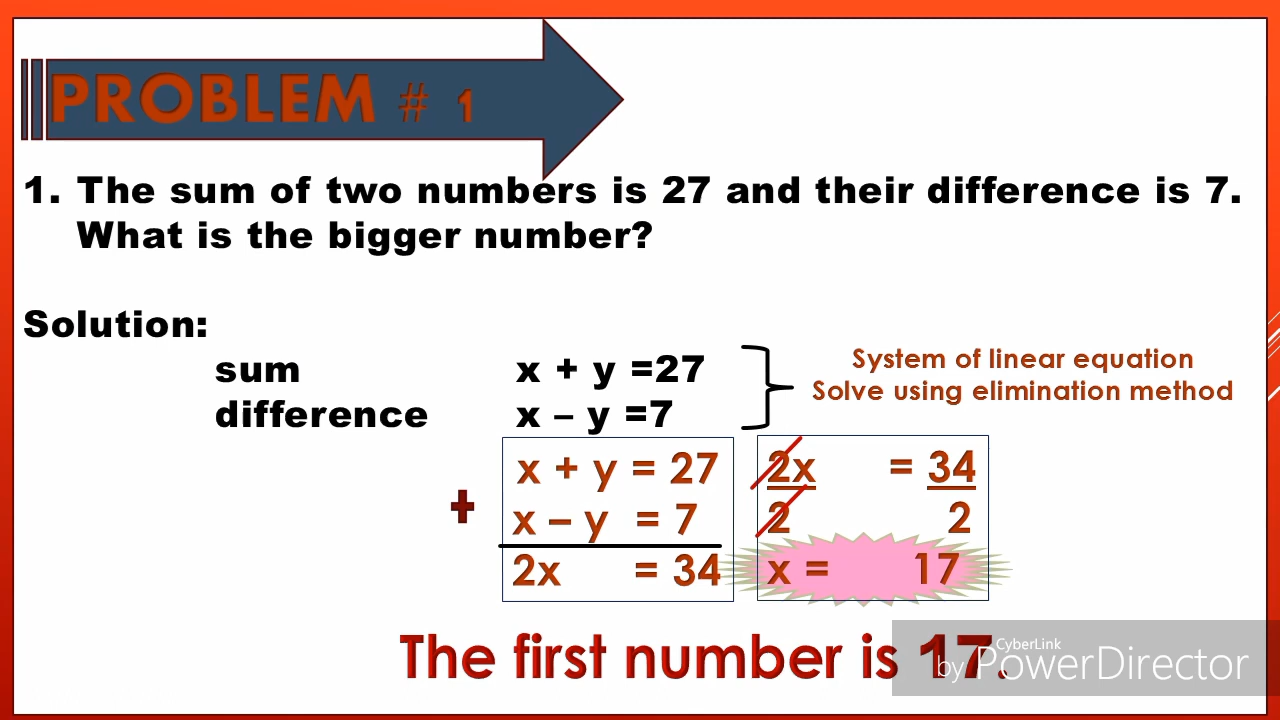 PROBLEM # 1
1. The sum of two numbers is 27 and their difference is 7.
What is the bigger number?
Solution:
sum x + y =27
difference x – y =7
System of linear equation
Solve using elimination method
+
x + y = 27
x – y = 7
2x = 34
2x = 34
2 2
x = 17
The first number is 17.
CyberLink
by PowerDirector